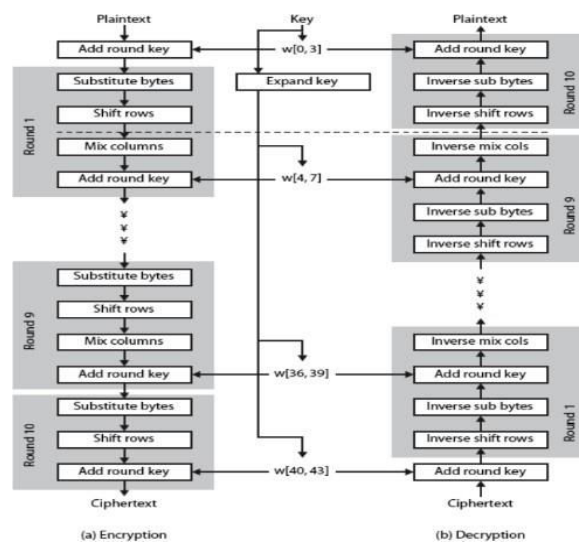 Plaintext
Key
Plaintext
Add round key
w[0, 3]
Add round key
Substitute bytes
Expand key
Inverse sub bytes
Shift rows
Inverse shift rows
Round 1
Round 10
Mix columns
Inverse mix cols
Add round key
w[4, 7]
Add round key
Inverse sub bytes
Inverse shift rows
Round 9
¥
¥
¥
Substitute bytes
Shift rows
Mix columns
Add round key
Round 9
¥
¥
¥
Inverse mix cols
w[36, 39]
Add round key
Substitute bytes
Inverse sub bytes
Shift rows
Inverse shift rows
Round 10
Round 1
Add round key
w[40, 43]
Add round key
Ciphertext
Ciphertext
(a) Encryption
(b) Decryption